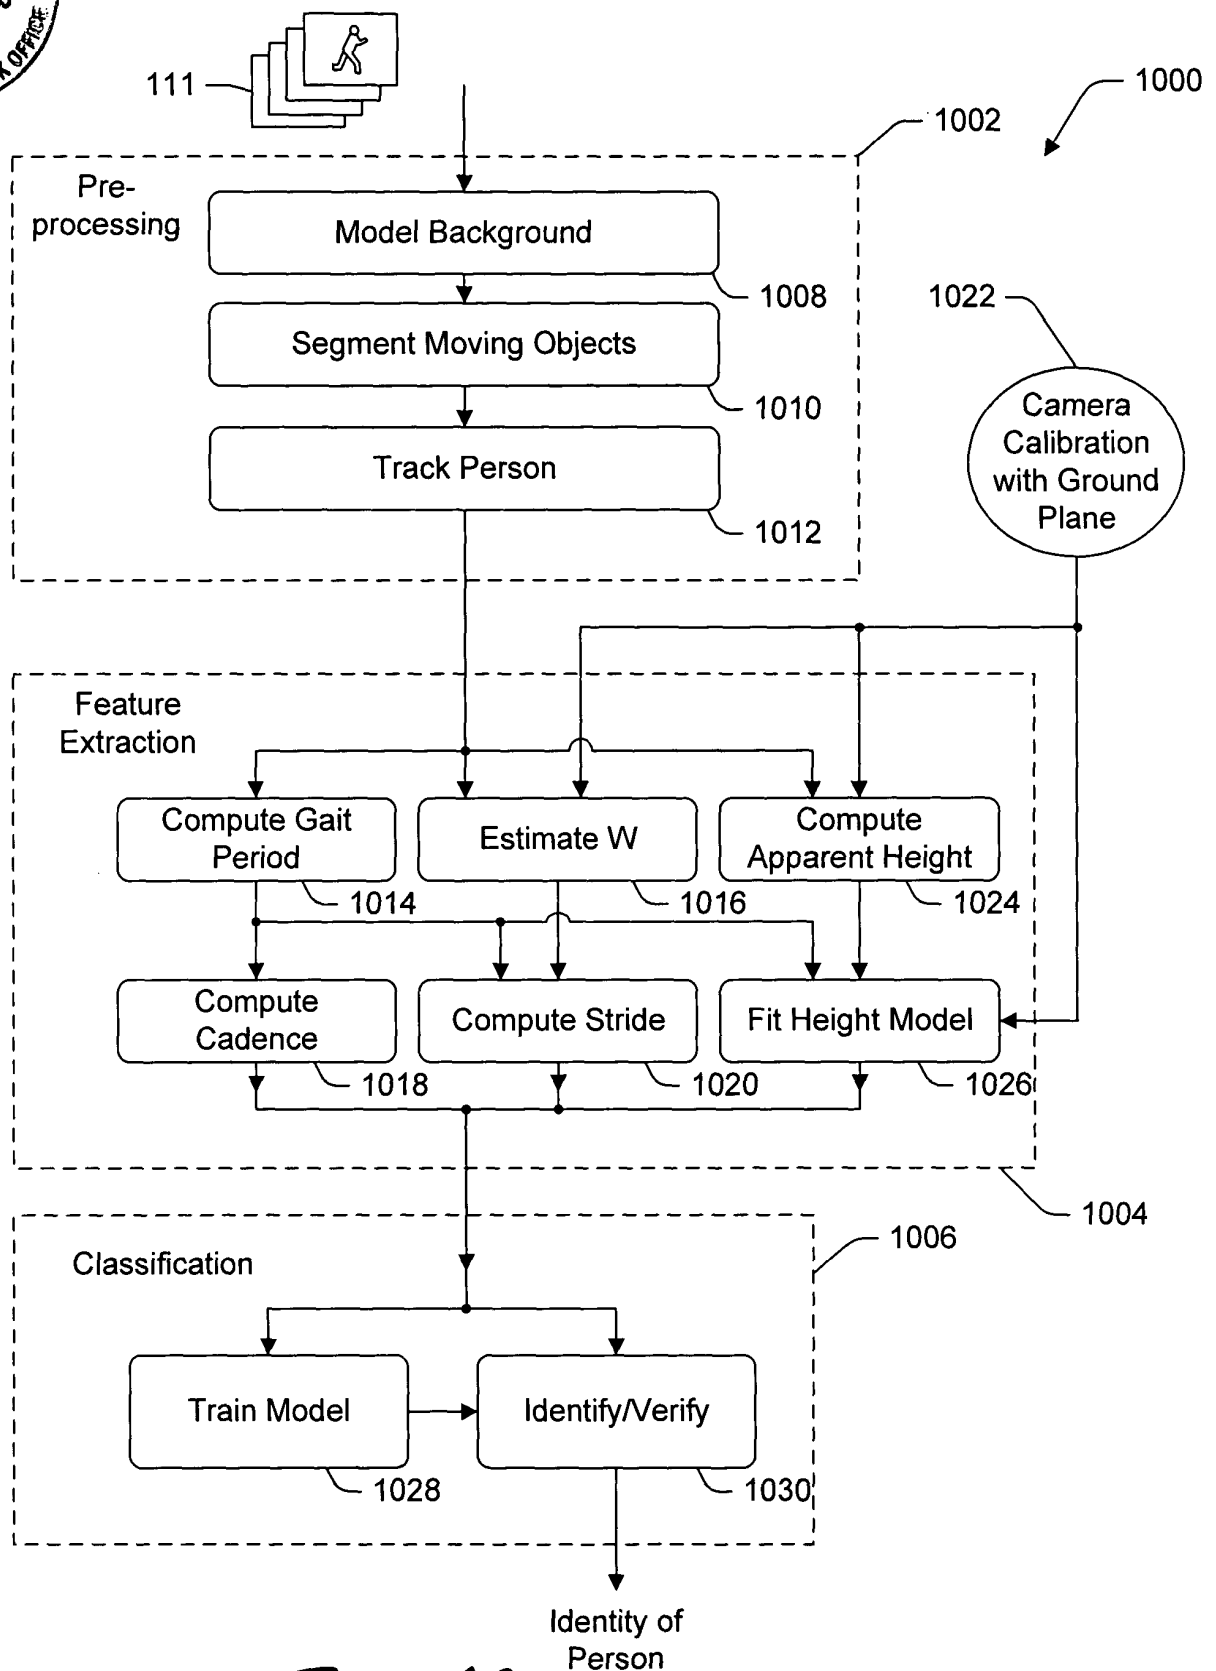 OFFICE
111
1000
1002
Pre-
processing
Model Background
1008
1022
Segment Moving Objects
1010
Camera
Calibration
with Ground
Plane
Track Person
1012
Feature
Extraction
Compute Gait
Period
1014
Estimate W
1016
Compute
Apparent Height
1024
Compute
Cadence
1018
Compute Stride
1020
Fit Height Model
1026
1004
1006
Classification
Train Model
1028
Identify/Verify
1030
Identity of
Person